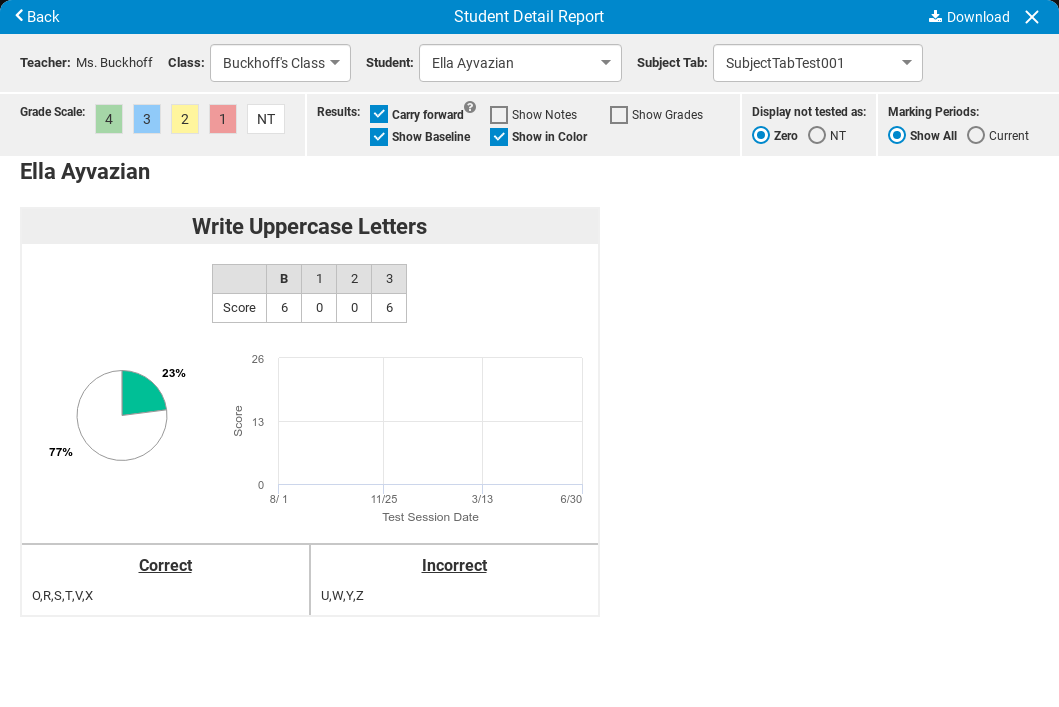 Back Student Detail Report Download
Teacher: Ms. Buckhoff Class: Buckhoff's Class Student: Ella Ayvazian Subject Tab: SubjectTabTest001
Grade Scale: 4 3 2 1 NT
Results: Carry forward ? Show Notes Show Grades
Show Baseline Show in Color
Display not tested as:
Zero NT
Marking Periods:
Show All Current
Ella Ayvazian
Write Uppercase Letters
B 1 2 3
Score 6 0 0 6
23%
77%
26
13
0
Score
8/ 1 11/25 3/13 6/30
Test Session Date
Correct
O,R,S,T,V,X
Incorrect
U,W,Y,Z